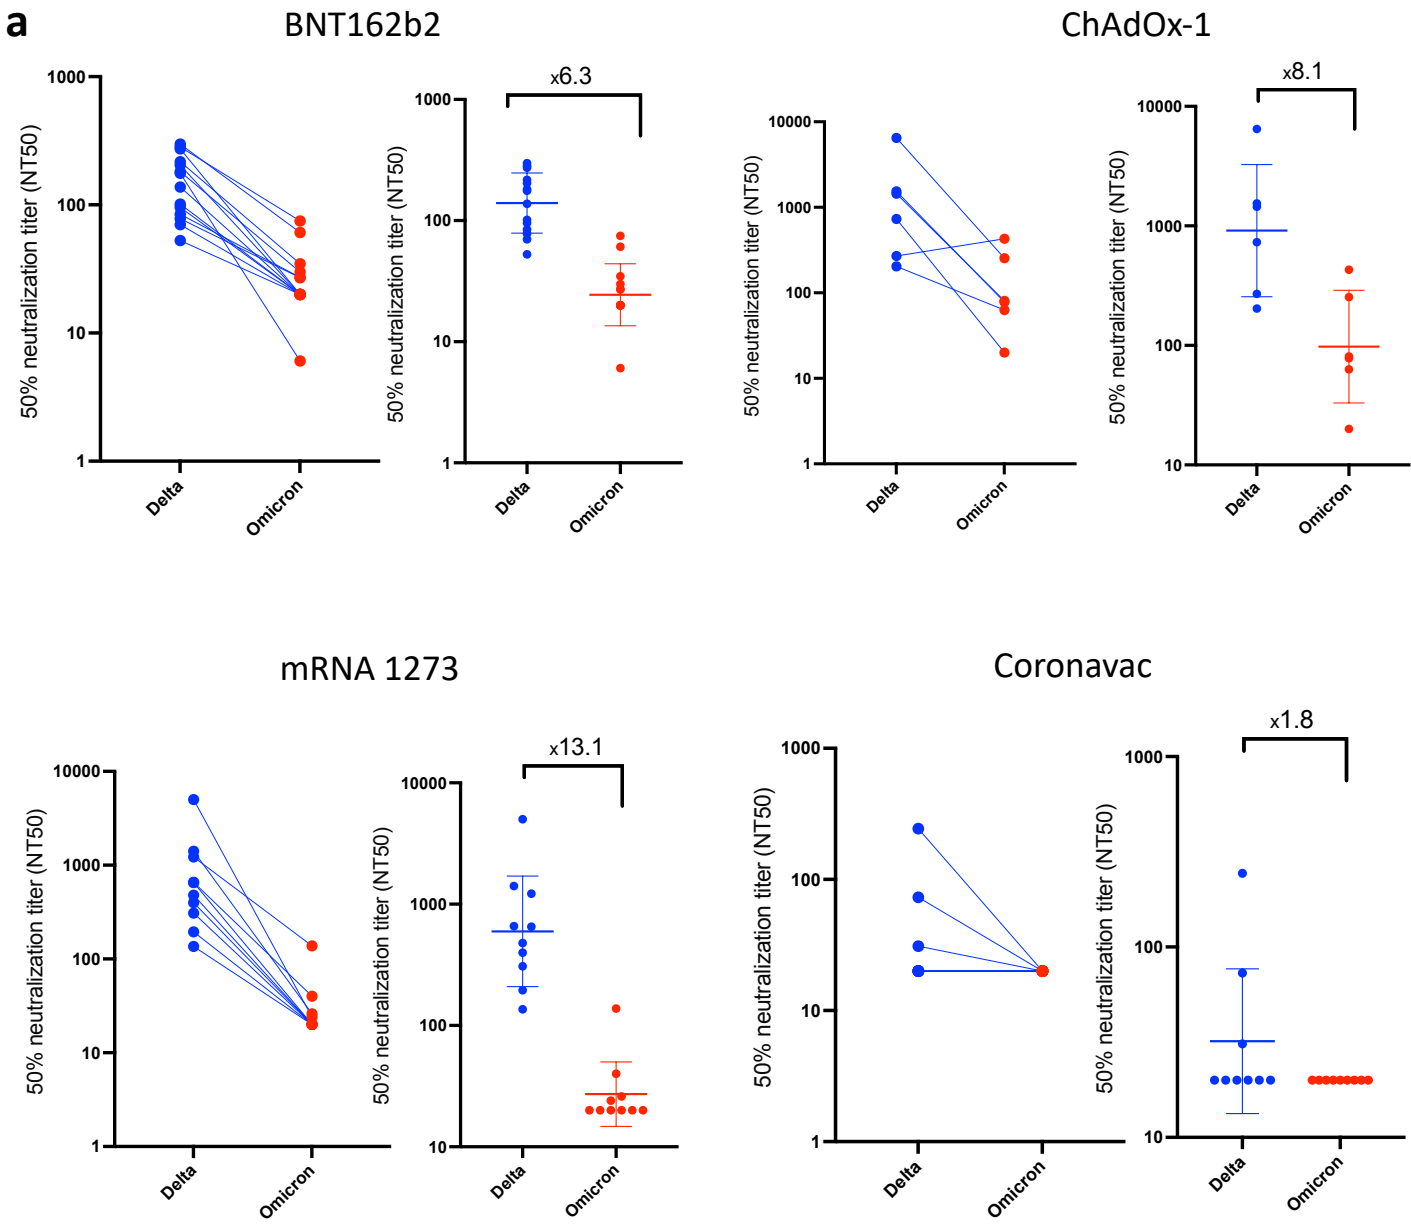 a
BNT162b2
50% neutralization titer (NT50)
1000
100
10
1
Delta
Omicron
x6.3
50% neutralization titer (NT50)
1000
100
10
1
Delta
Omicron
ChAdOx-1
50% neutralization titer (NT50)
10000
1000
100
10
1
Delta
Omicron
x8.1
50% neutralization titer (NT50)
10000
1000
100
10
Delta
Omicron
mRNA 1273
50% neutralization titer (NT50)
10000
1000
100
10
1
Delta
Omicron
x13.1
50% neutralization titer (NT50)
10000
1000
100
10
Delta
Omicron
Coronavac
50% neutralization titer (NT50)
1000
100
10
1
Delta
Omicron
x1.8
50% neutralization titer (NT50)
1000
100
10
Delta
Omicron